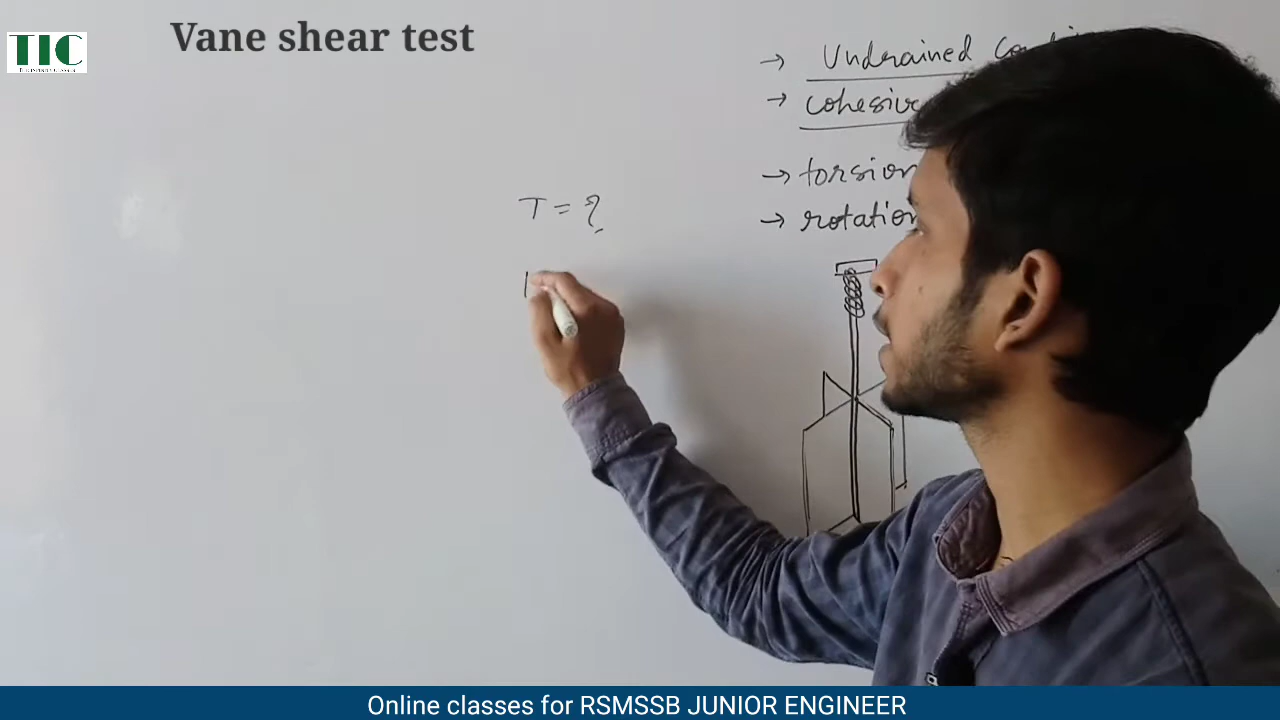 TIC
Vane shear test
→ Undrained
→ cohesive
→ torsion
→ rotation
T = ?
Online classes for RSMSSB JUNIOR ENGINEER